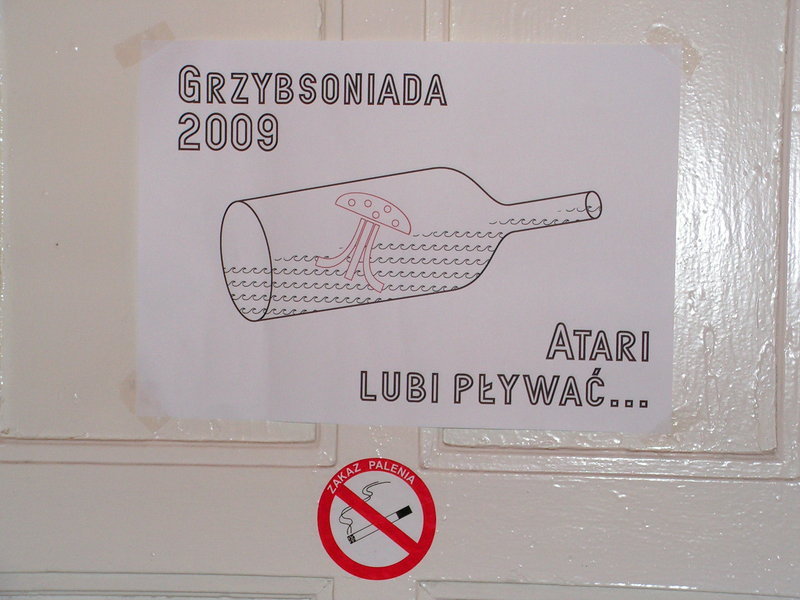 GRZYBSONIADA
2009
ATARI
LUBI PŁYWAĆ...
ZAKAZ PALENIA